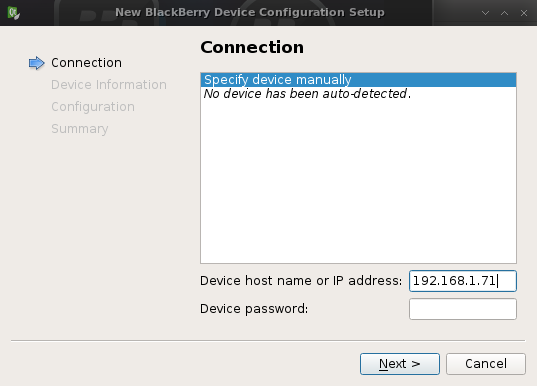 New BlackBerry Device Configuration Setup
Connection
Connection
Device Information
Configuration
Summary
Specify device manually
No device has been auto-detected.
Device host name or IP address: 192.168.1.71
Device password:
Next >
Cancel